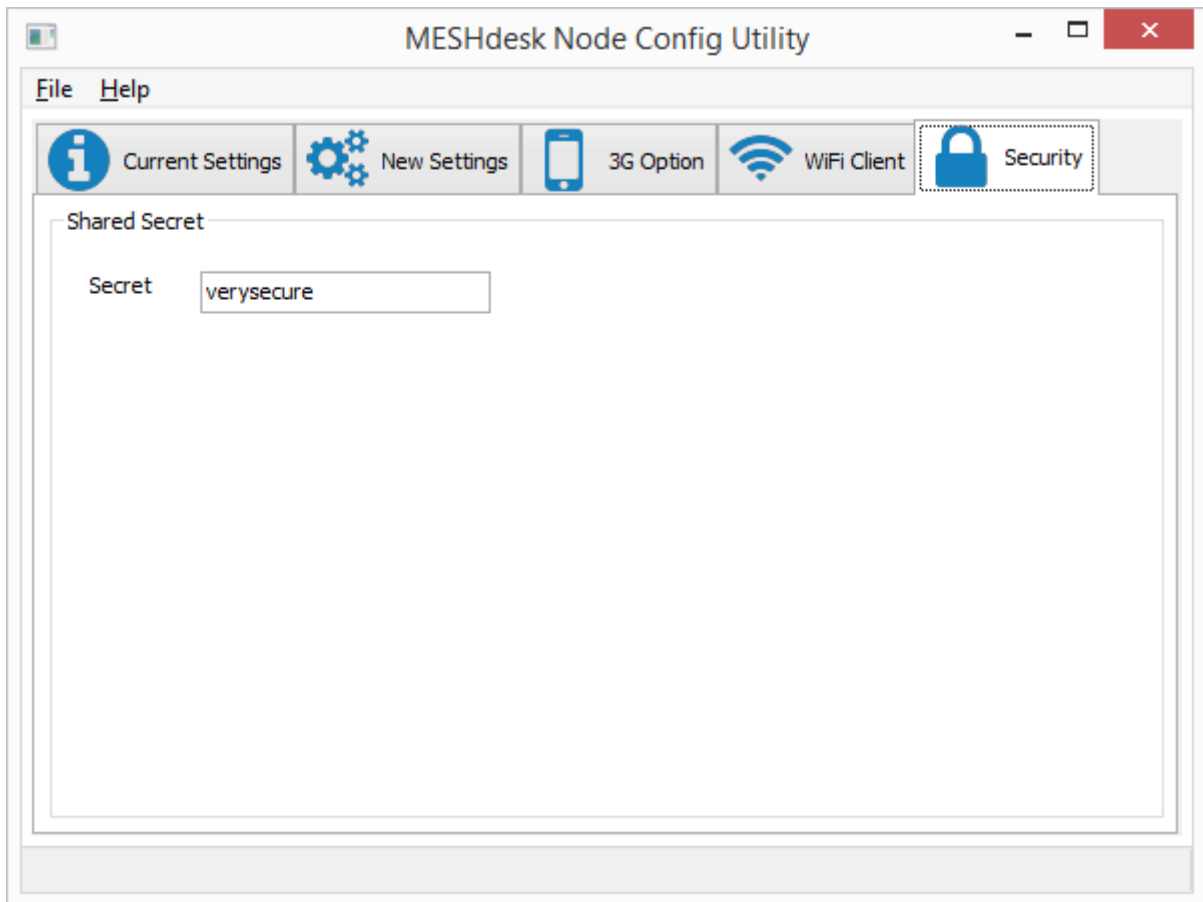 MESHdesk Node Config Utility
File Help
Current Settings New Settings 3G Option WiFi Client Security
Shared Secret
Secret verysecure